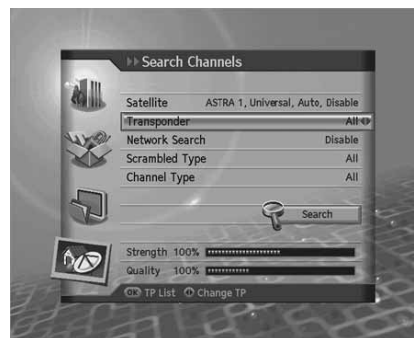 Search Channels
Satellite ASTRA 1, Universal, Auto, Disable
Transponder All
Network Search Disable
Scrambled Type All
Channel Type All
Search
Strength 100%
Quality 100%
OK TP List Change TP